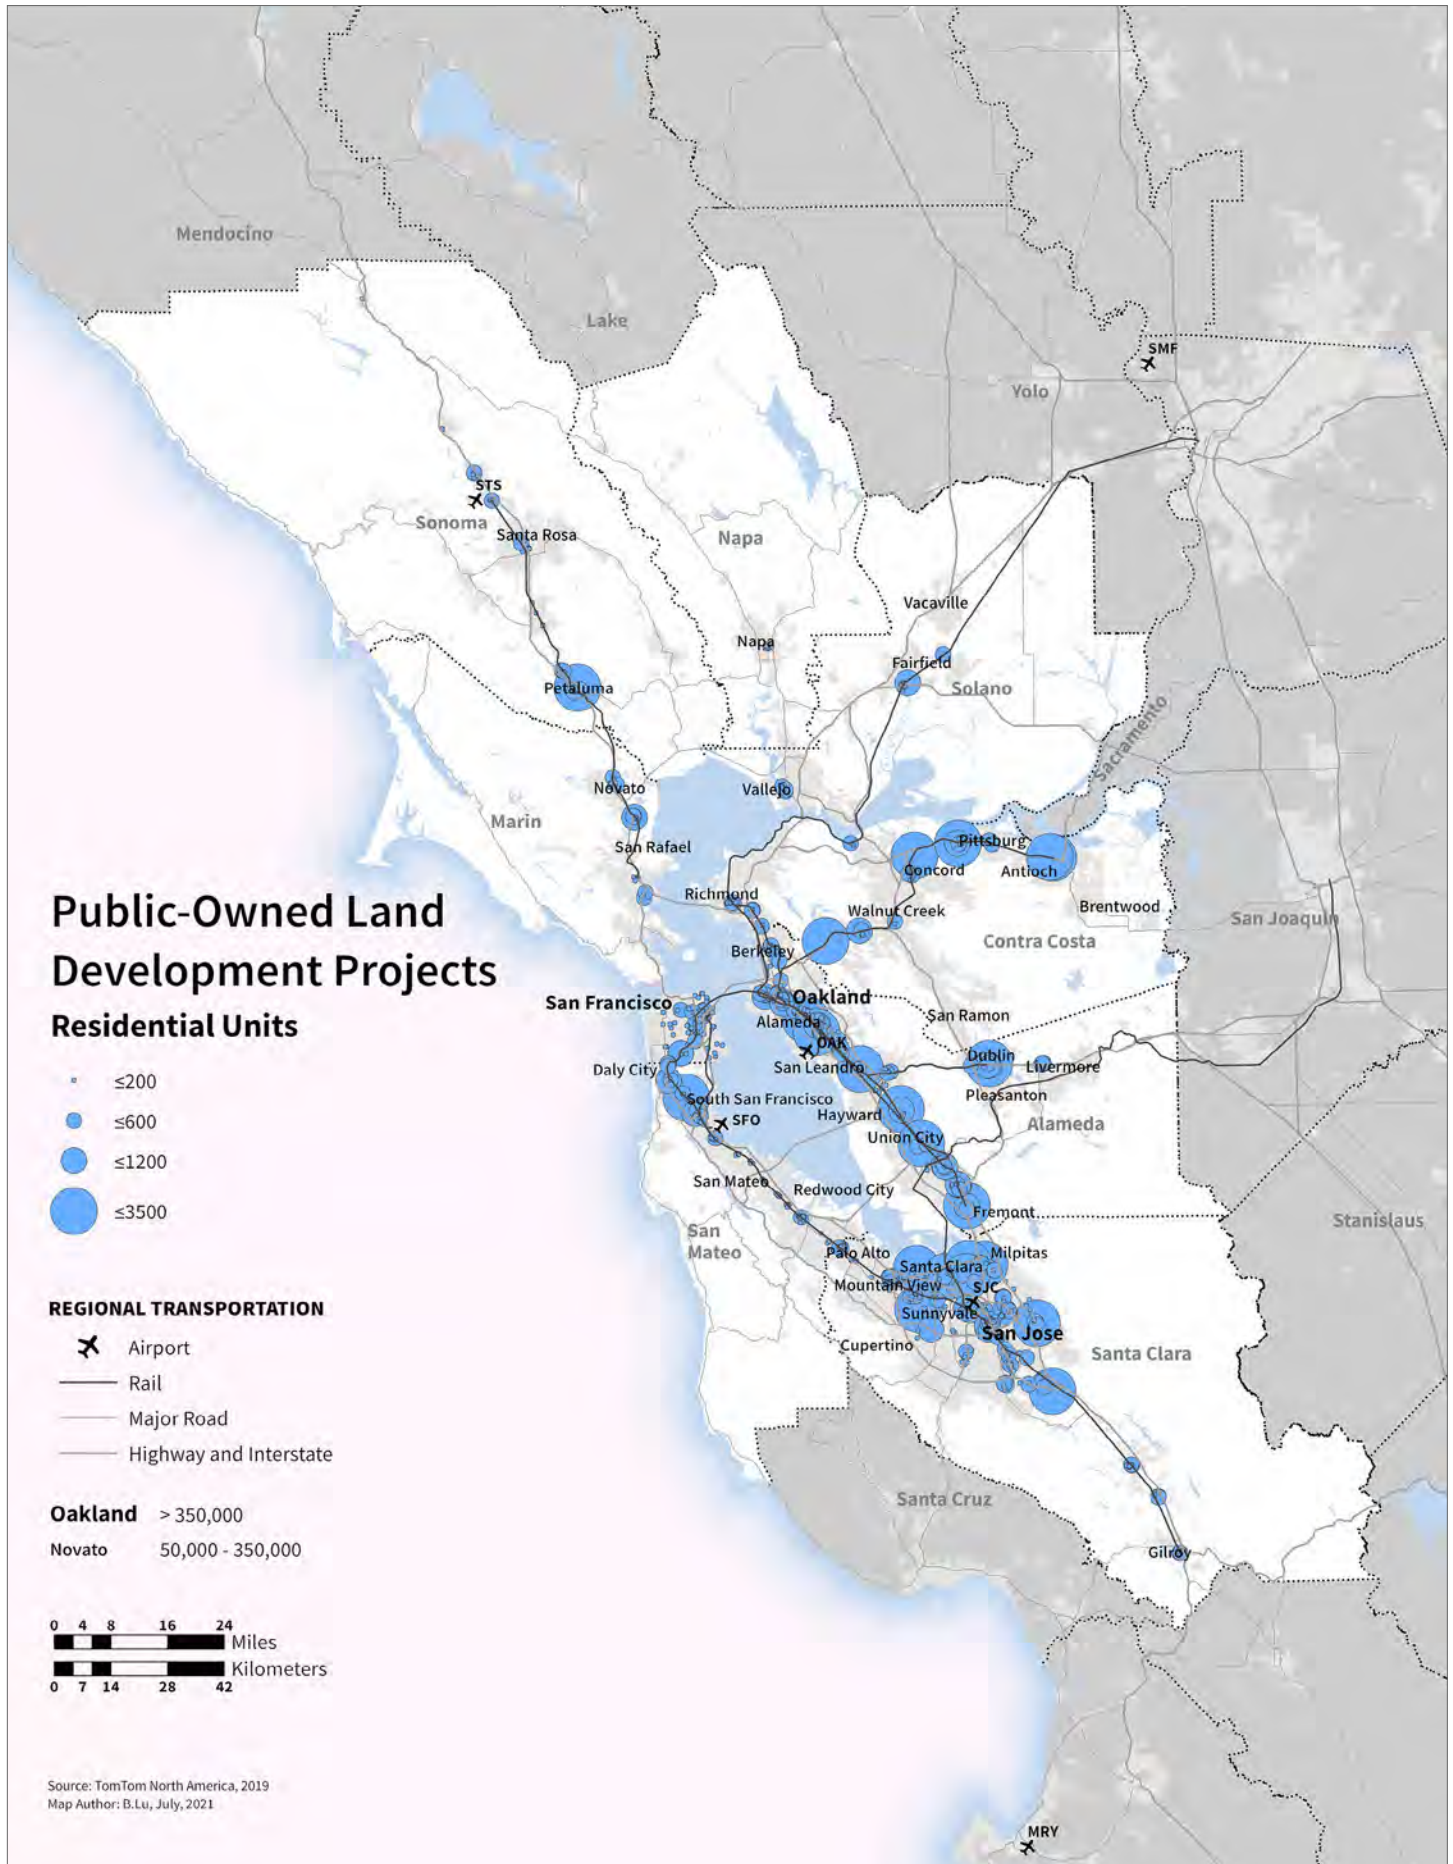 Mendocino
Lake
SMF
Yolo
STS
Sonoma
Santa Rosa
Napa
Vacaville
Napa
Fairfield
Solano
Petaluma
Sacramento
Novato
Vallejo
Marin
San Rafael
Pittsburg
Concord
Antioch
Richmond
Walnut Creek
Brentwood
San Joaquin
Contra Costa
Berkeley
Public-Owned Land
Development Projects
Residential Units
≤200
≤600
≤1200
≤3500
San Francisco
Oakland
Alameda
San Ramon
OAK
Dublin
Daly City
San Leandro
Livermore
Pleasanton
South San Francisco
Hayward
SFO
Alameda
Union City
San Mateo
Redwood City
Fremont
Stanislaus
San
Mateo
Palo Alto
Milpitas
Santa Clara
Mountain View
SJC
Sunnyvale
San Jose
Cupertino
Santa Clara
Santa Cruz
Gilroy
REGIONAL TRANSPORTATION
Airport
Rail
Major Road
Highway and Interstate
Oakland > 350,000
Novato 50,000 - 350,000
0 4 8 16 24
Miles
Kilometers
0 7 14 28 42
Source: TomTom North America, 2019
Map Author: B.Lu, July, 2021
MRY